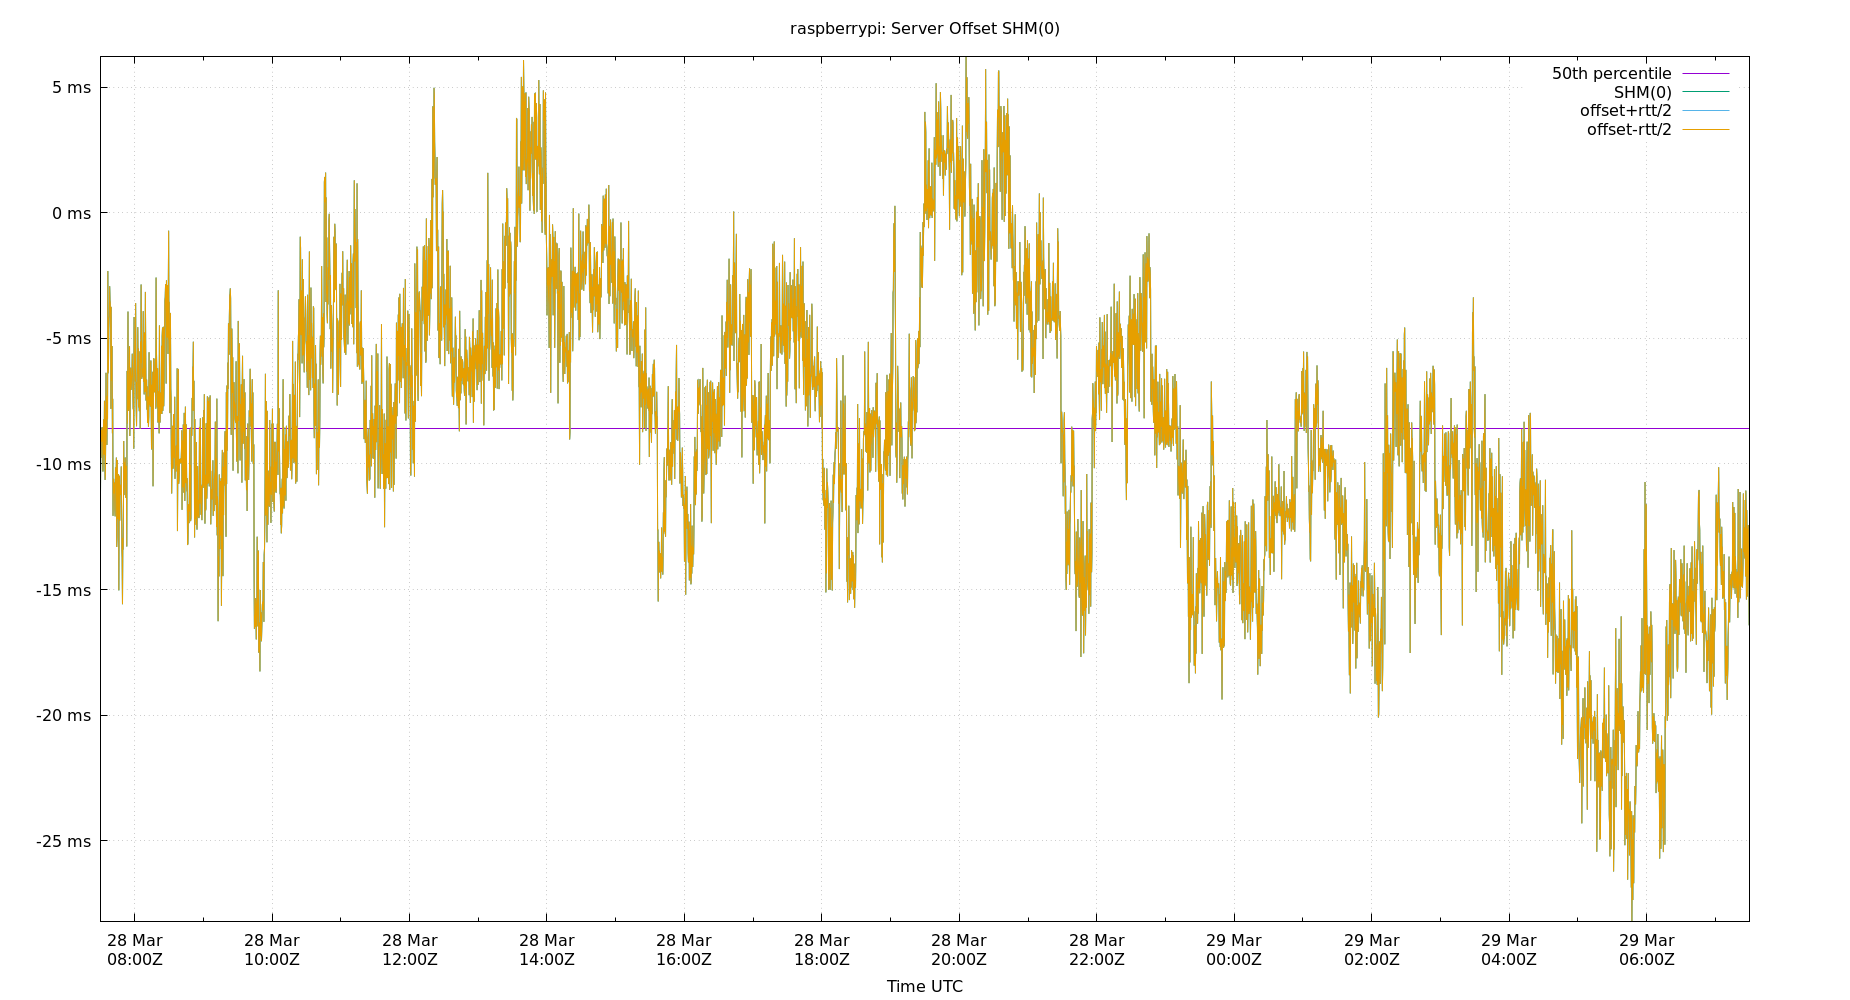 raspberrypi: Server Offset SHM(0)
50th percentile
SHM(0)
offset+rtt/2
offset-rtt/2
5 ms
0 ms
-5 ms
-10 ms
-15 ms
-20 ms
-25 ms
28 Mar 28 Mar 28 Mar 28 Mar 28 Mar 28 Mar 28 Mar 28 Mar 29 Mar 29 Mar 29 Mar 29 Mar
08:00Z 10:00Z 12:00Z 14:00Z 16:00Z 18:00Z 20:00Z 22:00Z 00:00Z 02:00Z 04:00Z 06:00Z
Time UTC